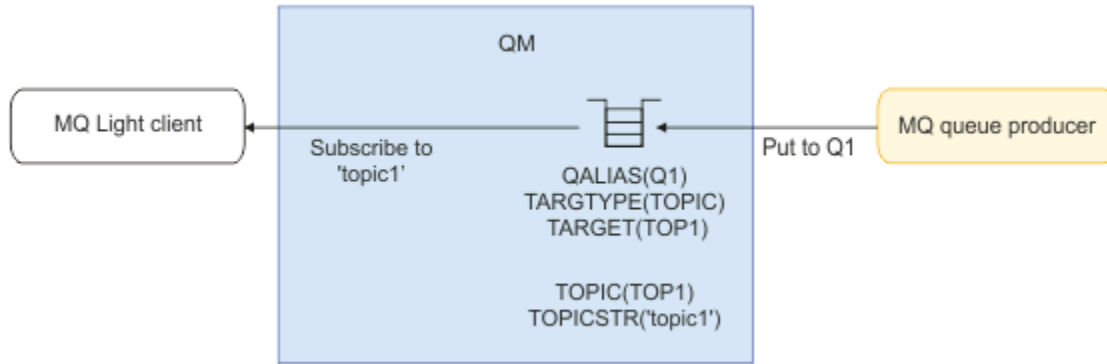 QM
MQ Light client
Subscribe to
'topic1'
Put to Q1
MQ queue producer
QALIAS(Q1)
TARGTYPE(TOPIC)
TARGET(TOP1)
TOPIC(TOP1)
TOPICSTR('topic1')